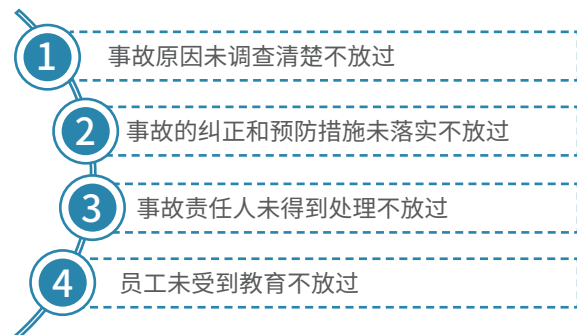 1 事故原因未调查清楚不放过
2 事故的纠正和预防措施未落实不放过
3 事故责任人未得到处理不放过
4 员工未受到教育不放过